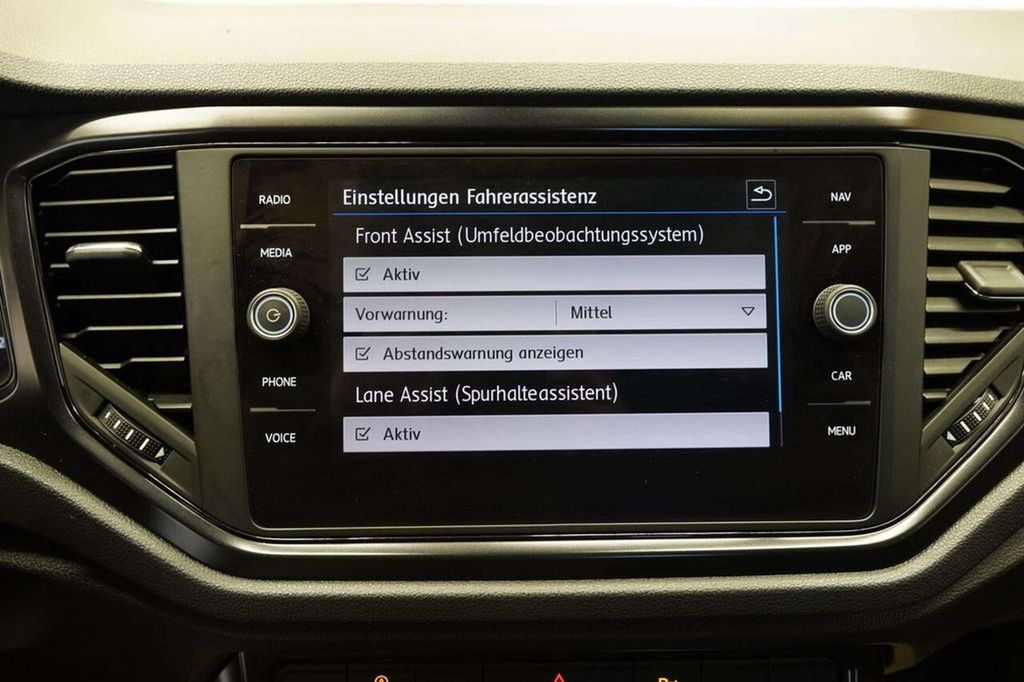 RADIO
MEDIA
PHONE
VOICE
Einstellungen Fahrerassistenz
Front Assist (Umfeldbeobachtungssystem)
Aktiv
Vorwarnung: Mittel
Abstandswarnung anzeigen
Lane Assist (Spurhalteassistent)
Aktiv
NAV
APP
CAR
MENU